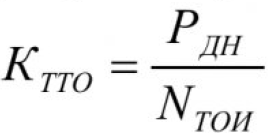 K_ТТО = P_ДН / N_ТОИ